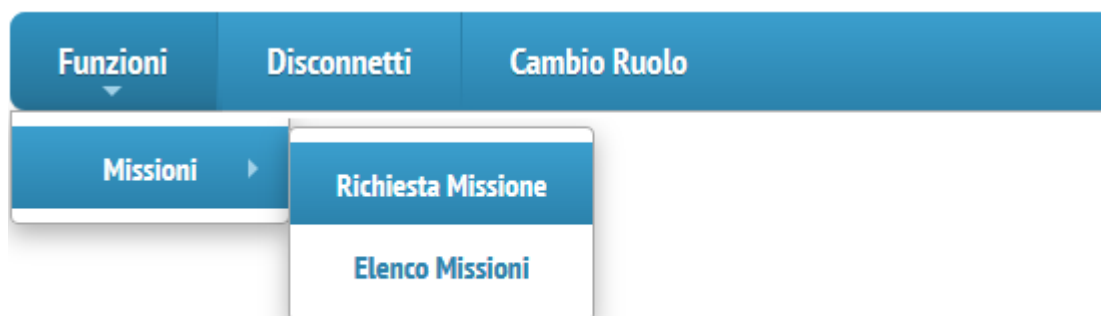 Funzioni Disconnetti Cambio Ruolo
Missioni
Richiesta Missione
Elenco Missioni